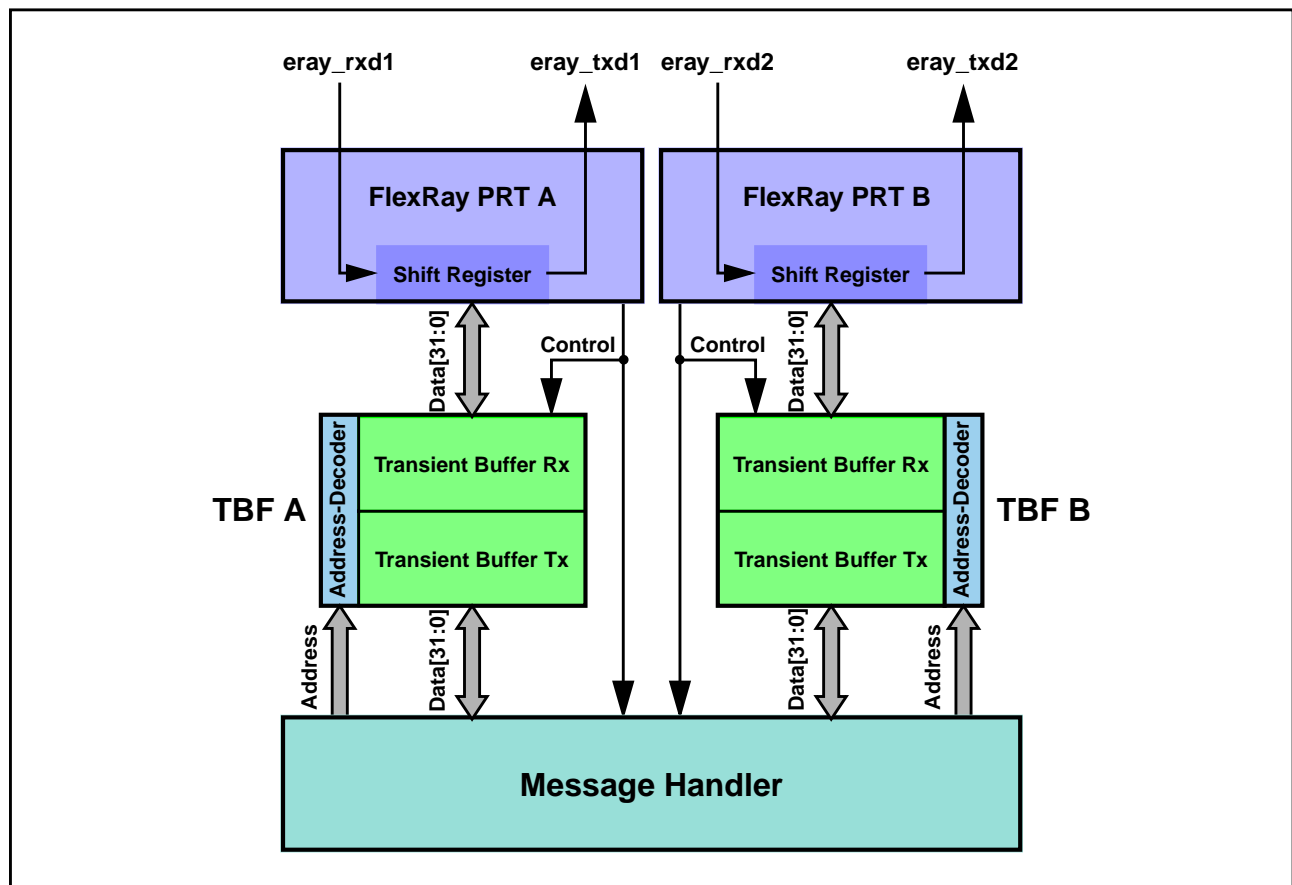 eray_rxd1 eray_txd1 eray_rxd2 eray_txd2
FlexRay PRT A FlexRay PRT B
Shift Register Shift Register
Data[31:0] Control Control Data[31:0]
TBF A Address-Decoder Transient Buffer Rx Transient Buffer Rx Address-Decoder TBF B
Transient Buffer Tx Transient Buffer Tx
Address Data[31:0] Data[31:0] Address
Message Handler